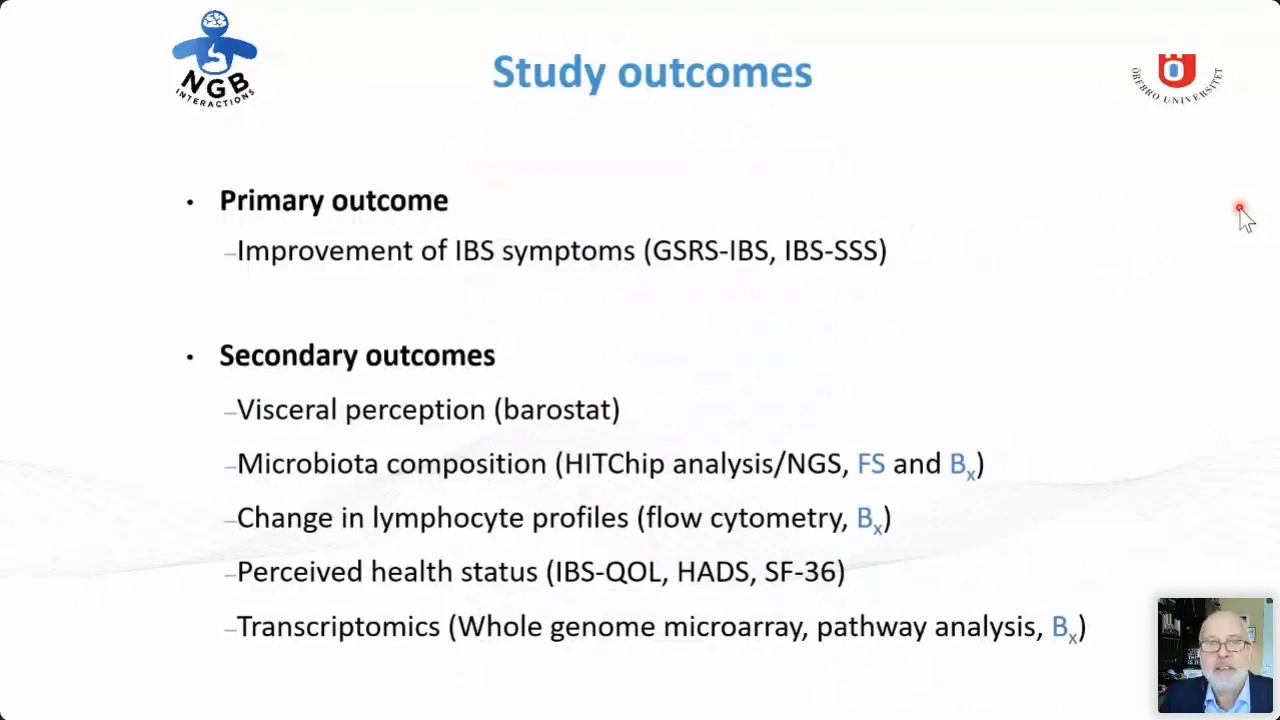 NGB
INTERACTIONS
Study outcomes
ÖREBRO UNIVERSITET
• Primary outcome
–Improvement of IBS symptoms (GSRS-IBS, IBS-SSS)
• Secondary outcomes
–Visceral perception (barostat)
–Microbiota composition (HITChip analysis/NGS, FS and Bx)
–Change in lymphocyte profiles (flow cytometry, Bx)
–Perceived health status (IBS-QOL, HADS, SF-36)
–Transcriptomics (Whole genome microarray, pathway analysis, Bx)